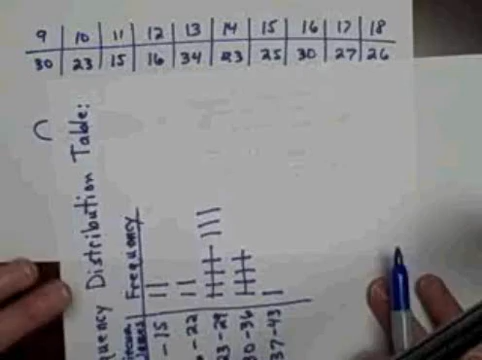 9 10 11 12 13 14 15 16 17 18
30 23 15 16 34 23 25 30 27 26
C
quency Distribution Table:
Frequency
- 15
- 22
23 - 29
30 - 36
37 - 43